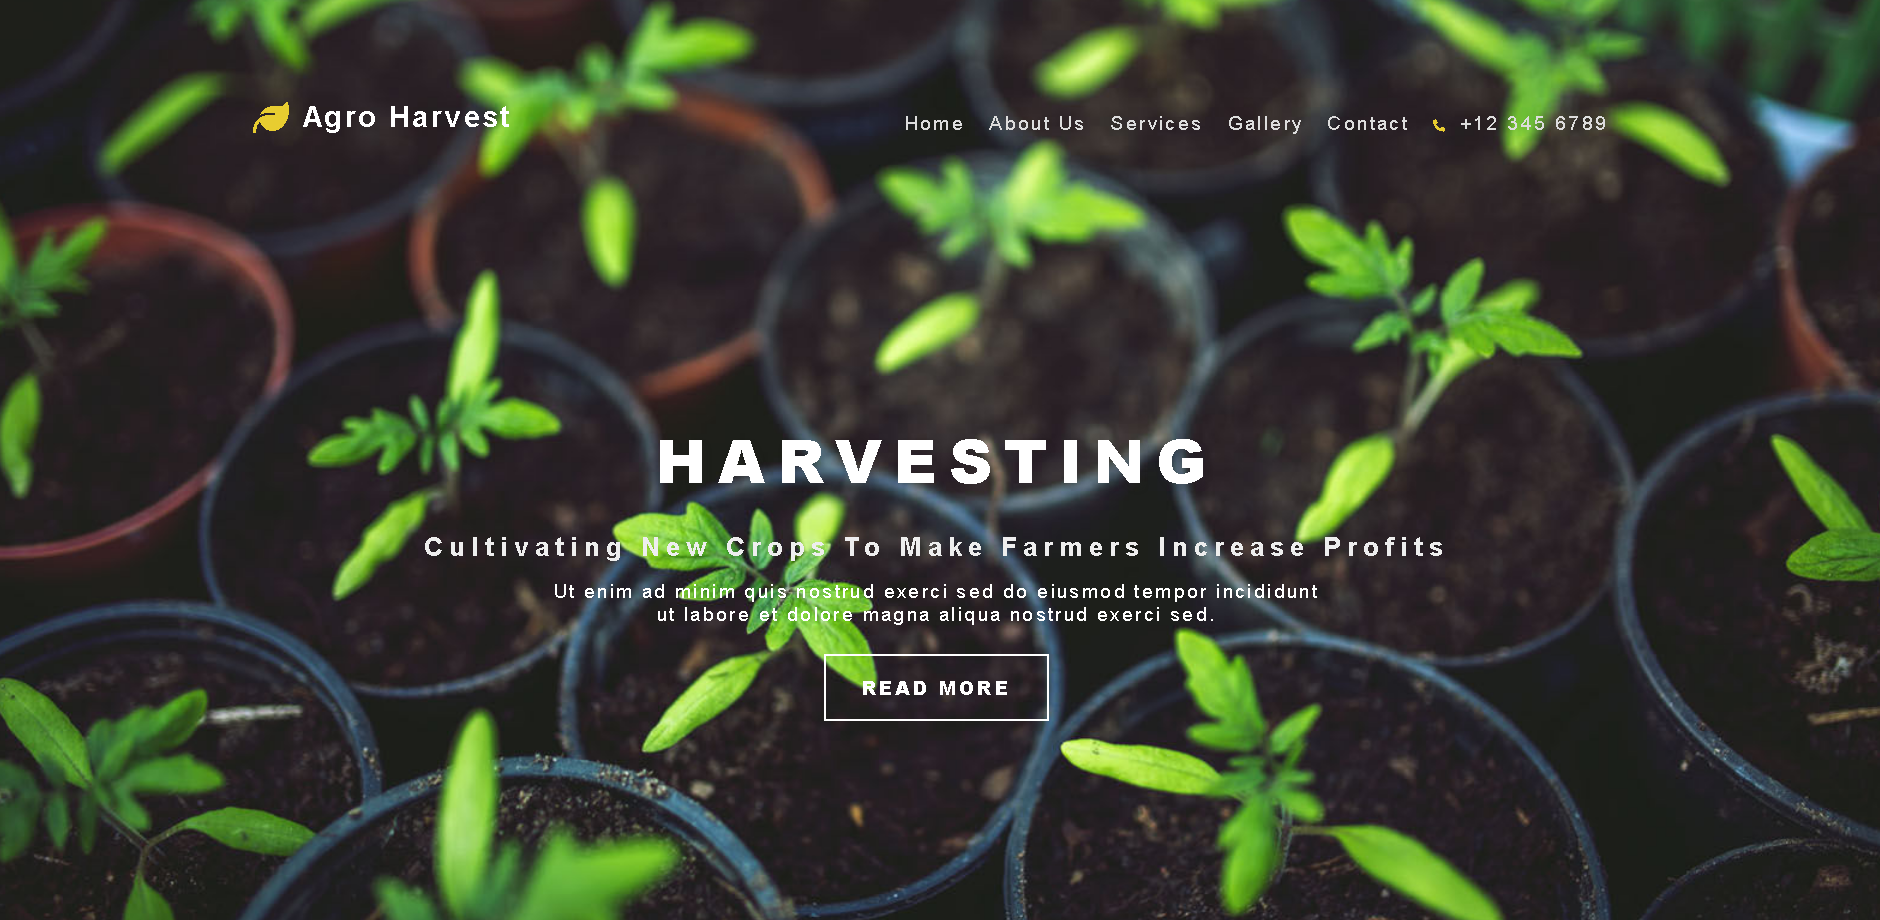 Agro Harvest
Home About Us Services Gallery Contact +12 345 6789
HARVESTING
Cultivating New Crops To Make Farmers Increase Profits
Ut enim ad minim quis nostrud exerci sed do eiusmod tempor incididunt
ut labore et dolore magna aliqua nostrud exerci sed.
READ MORE